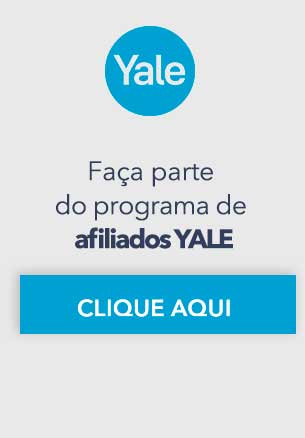 Yale
Faça parte
do programa de
afiliados YALE
CLIQUE AQUI